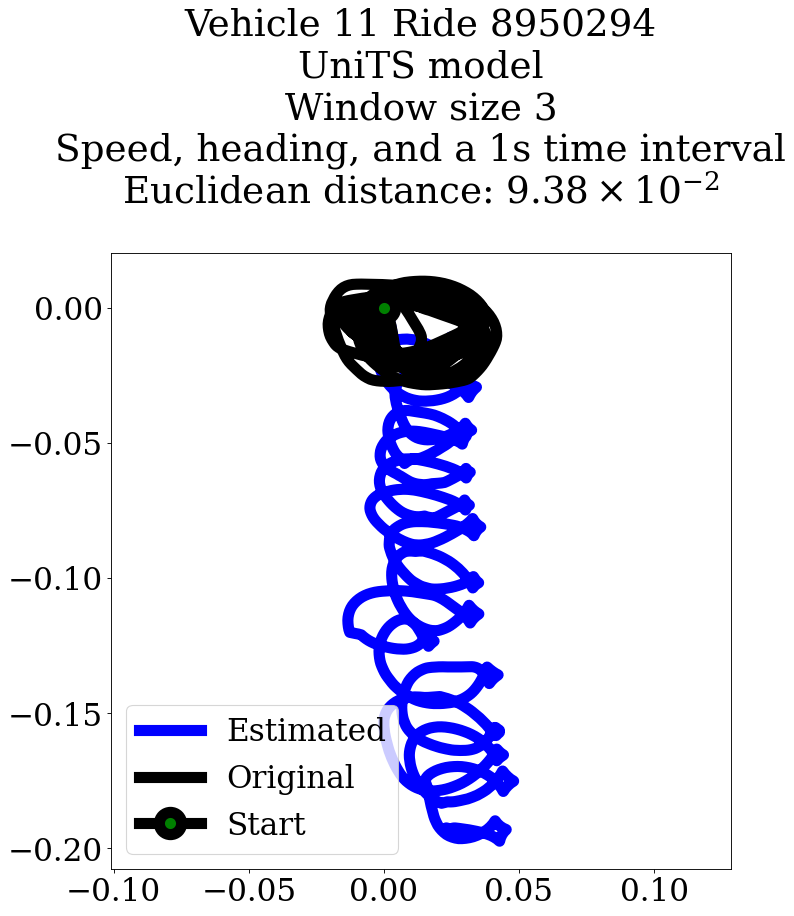 Vehicle 11 Ride 8950294
UniTS model
Window size 3
Speed, heading, and a 1s time interval
Euclidean distance: 9.38 × 10⁻²
0.00
−0.05
−0.10
−0.15
−0.20
Estimated
Original
Start
−0.10 −0.05 0.00 0.05 0.10